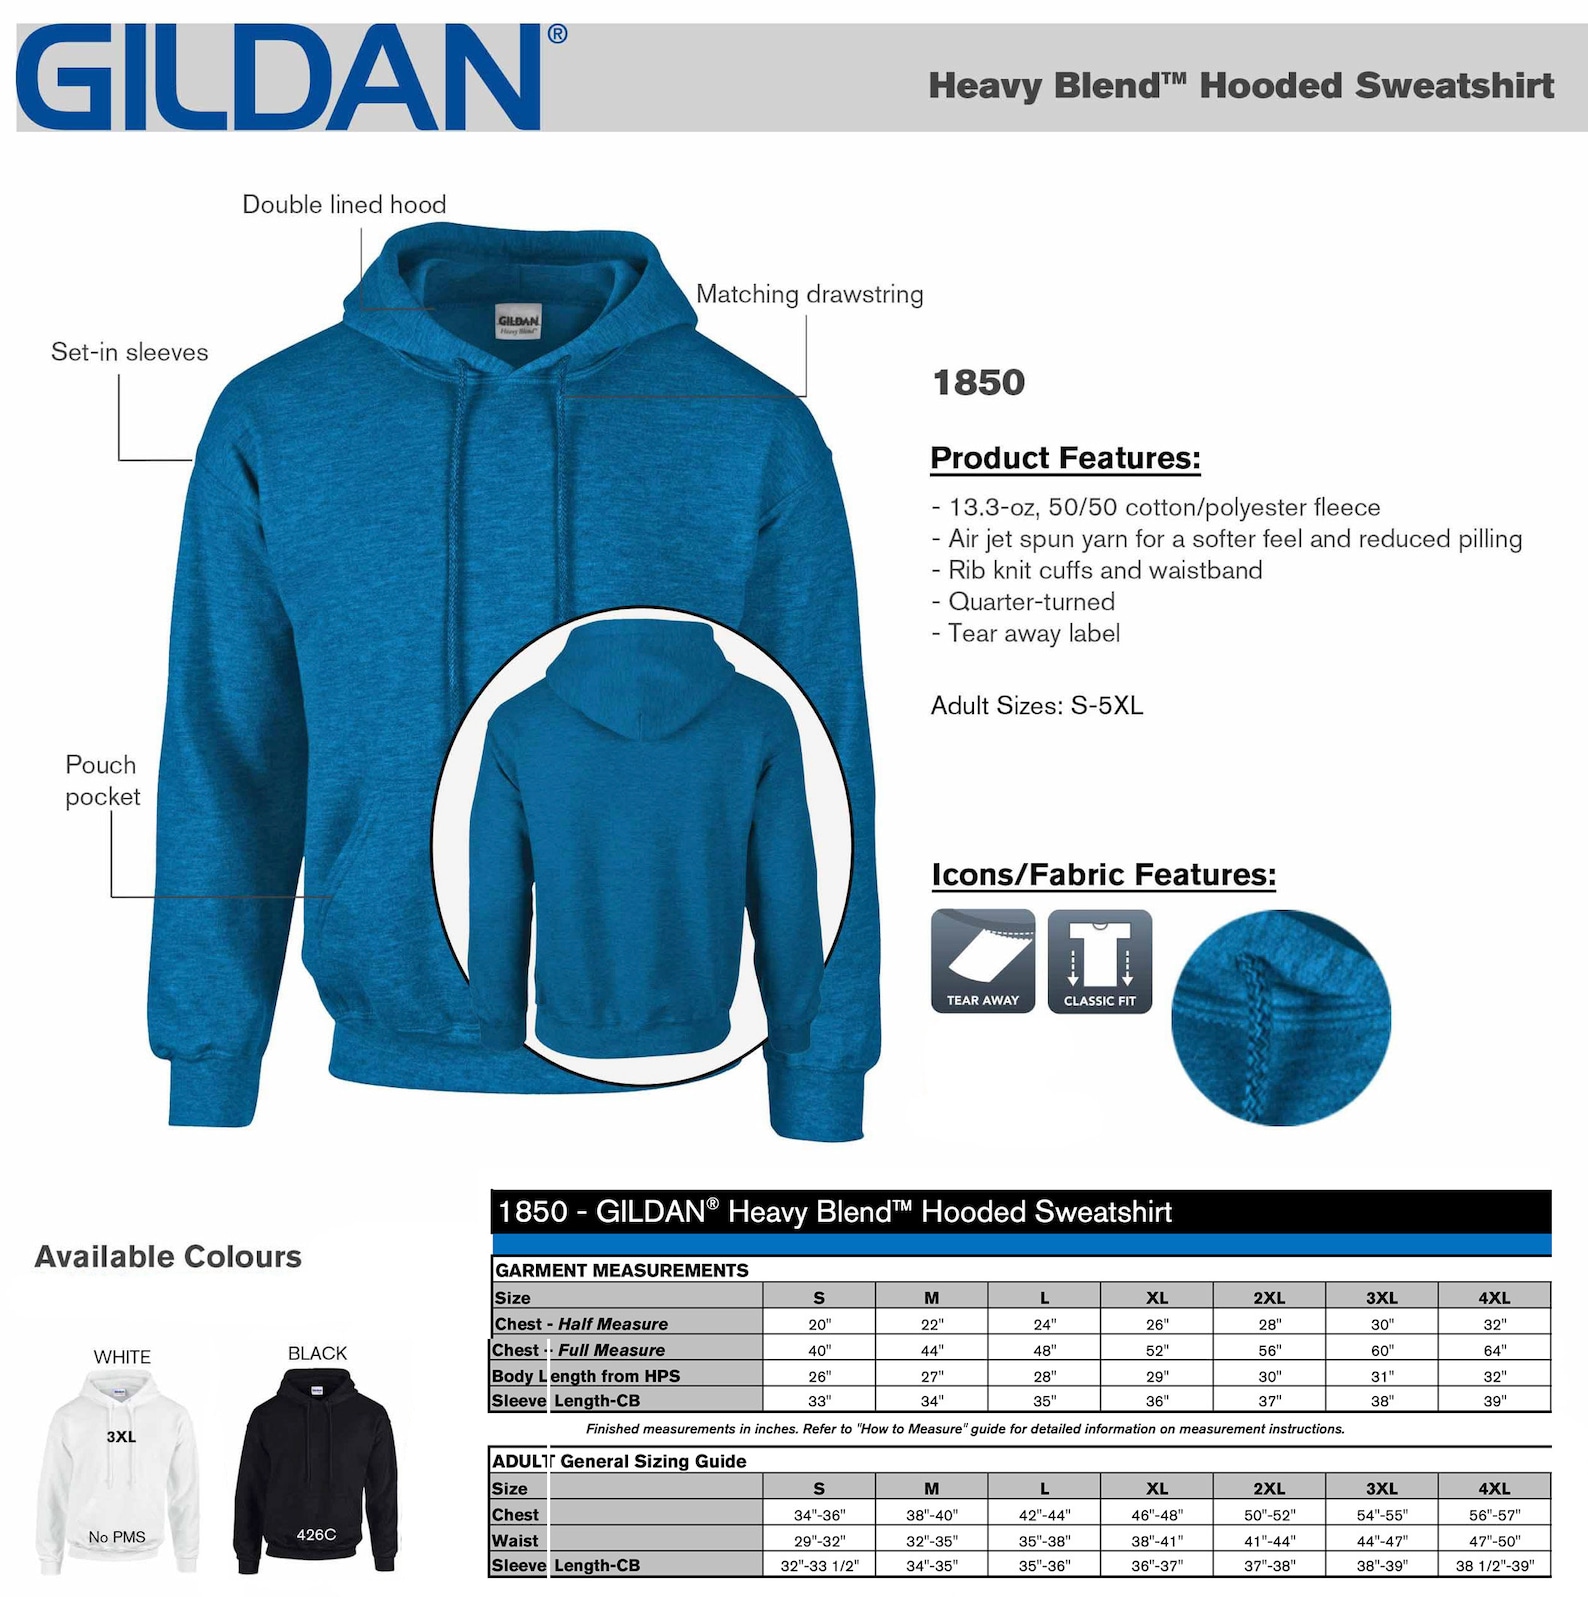 GILDAN®
Heavy Blend™ Hooded Sweatshirt
Double lined hood
Matching drawstring
GILDAN
Heavy Blend™
Set-in sleeves
Pouch
pocket
1850
Product Features:
- 13.3-oz, 50/50 cotton/polyester fleece
- Air jet spun yarn for a softer feel and reduced pilling
- Rib knit cuffs and waistband
- Quarter-turned
- Tear away label
Adult Sizes: S-5XL
Icons/Fabric Features:
TEAR AWAY
CLASSIC FIT
Available Colours
WHITE
3XL
No PMS
BLACK
426C
1850 - GILDAN® Heavy Blend™ Hooded Sweatshirt
GARMENT MEASUREMENTS
Size S M L XL 2XL 3XL 4XL
Chest - Half Measure 20" 22" 24" 26" 28" 30" 32"
Chest - Full Measure 40" 44" 48" 52" 56" 60" 64"
Body Length from HPS 26" 27" 28" 29" 30" 31" 32"
Sleeve Length-CB 33" 34" 35" 36" 37" 38" 39"
Finished measurements in inches. Refer to "How to Measure" guide for detailed information on measurement instructions.
ADULT General Sizing Guide
Size S M L XL 2XL 3XL 4XL
Chest 34"-36" 38"-40" 42"-44" 46"-48" 50"-52" 54"-55" 56"-57"
Waist 29"-32" 32"-35" 35"-38" 38"-41" 41"-44" 44"-47" 47"-50"
Sleeve Length-CB 32"-33 1/2" 34"-35" 35"-36" 36"-37" 37"-38" 38"-39" 38 1/2"-39"